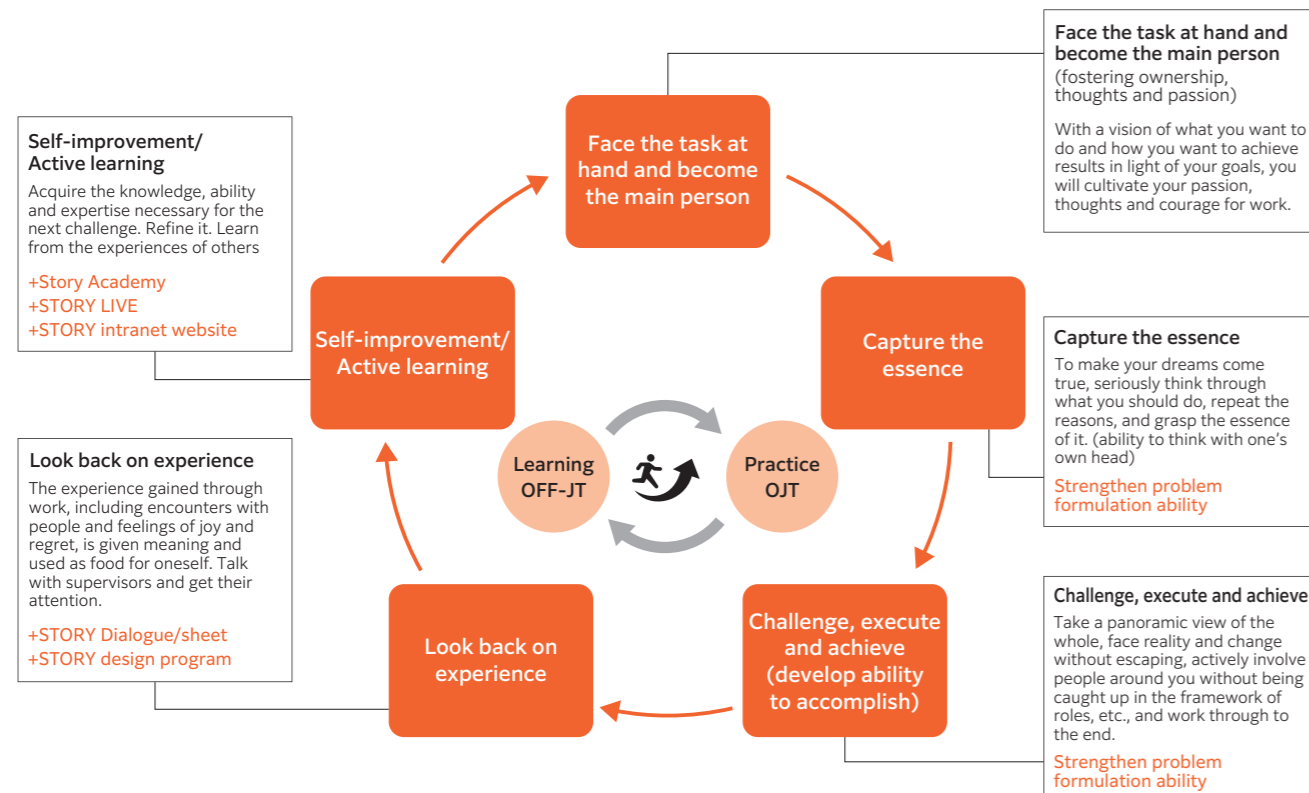 Face the task at hand and
become the main person
(fostering ownership,
thoughts and passion)
With a vision of what you want to
do and how you want to achieve
results in light of your goals, you
will cultivate your passion,
thoughts and courage for work.
Face the task at
hand and become
the main person
Self-improvement/
Active learning
Acquire the knowledge, ability
and expertise necessary for the
next challenge. Refine it. Learn
from the experiences of others
+Story Academy
+STORY LIVE
+STORY intranet website
Self-improvement/
Active learning
Capture the
essence
Capture the essence
To make your dreams come
true, seriously think through
what you should do, repeat the
reasons, and grasp the essence
of it. (ability to think with one's
own head)
Strengthen problem
formulation ability
Learning
OFF-JT
Practice
OJT
Look back on experience
The experience gained through
work, including encounters with
people and feelings of joy and
regret, is given meaning and
used as food for oneself. Talk
with supervisors and get their
attention.
+STORY Dialogue/sheet
+STORY design program
Look back on
experience
Challenge, execute
and achieve
(develop ability
to accomplish)
Challenge, execute and achieve
Take a panoramic view of the
whole, face reality and change
without escaping, actively involve
people around you without being
caught up in the framework of
roles, etc., and work through to
the end.
Strengthen problem
formulation ability